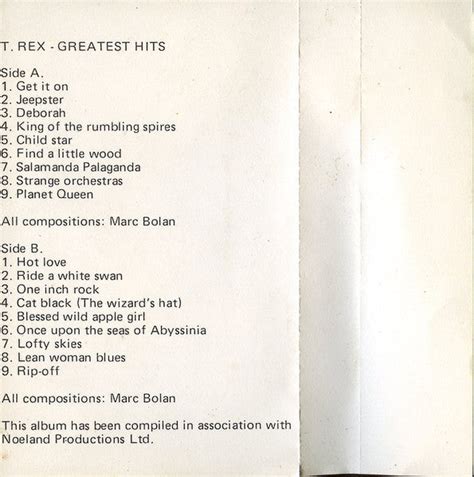 T. REX - GREATEST HITS
Side A.
1. Get it on
2. Jeepster
3. Deborah
4. King of the rumbling spires
5. Child star
6. Find a little wood
7. Salamanda Palaganda
8. Strange orchestras
9. Planet Queen
All compositions: Marc Bolan
Side B.
1. Hot love
2. Ride a white swan
3. One inch rock
4. Cat black (The wizard's hat)
5. Blessed wild apple girl
6. Once upon the seas of Abyssinia
7. Lofty skies
8. Lean woman blues
9. Rip-off
All compositions: Marc Bolan
This album has been compiled in association with
Noeland Productions Ltd.